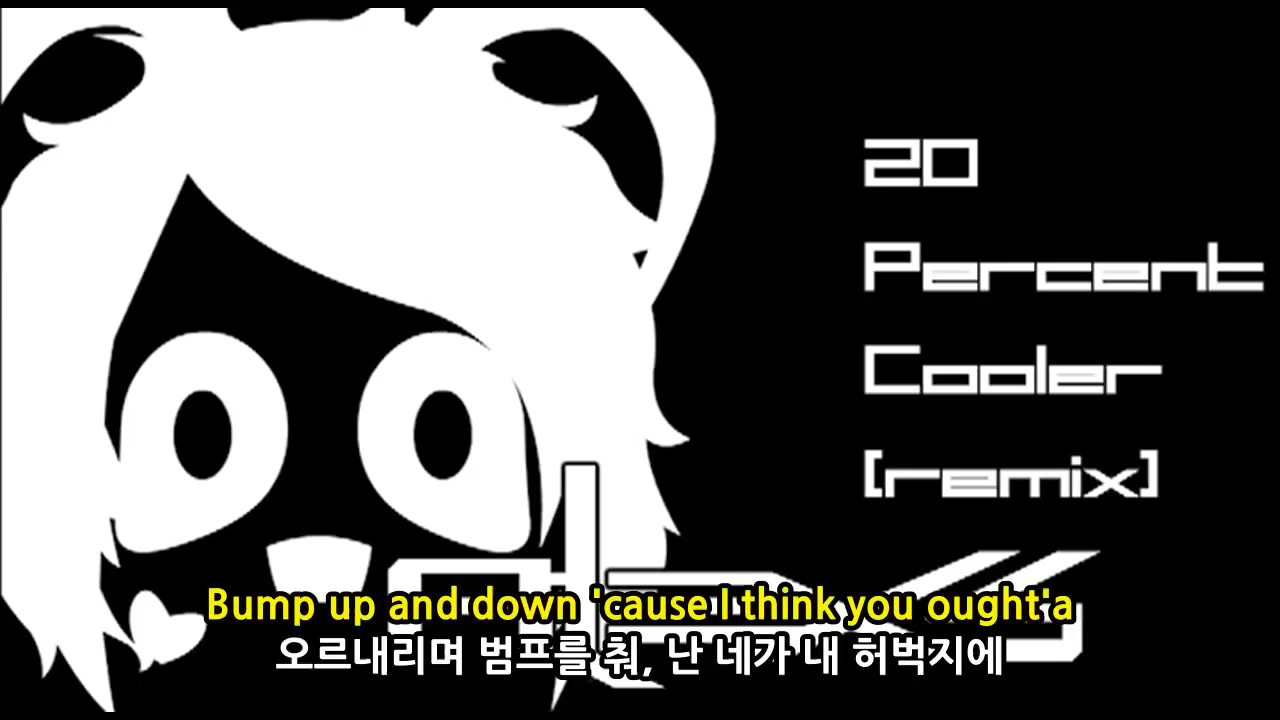 20
Percent
Cooler
[remix]
Bump up and down 'cause I think you ought'a
오르내리며 범프를 춰, 난 네가 내 허벅지에